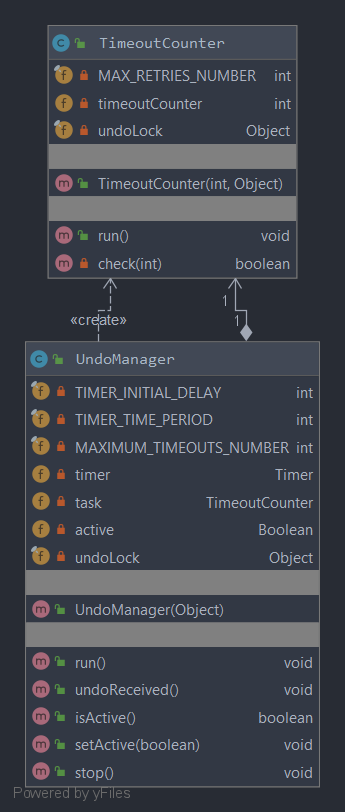 TimeoutCounter
MAX_RETRIES_NUMBER int
timeoutCounter int
undoLock Object
TimeoutCounter(int, Object)
run() void
check(int) boolean
1
«create» 1
UndoManager
TIMER_INITIAL_DELAY int
TIMER_TIME_PERIOD int
MAXIMUM_TIMEOUTS_NUMBER int
timer Timer
task TimeoutCounter
active Boolean
undoLock Object
UndoManager(Object)
run() void
undoReceived() void
isActive() boolean
setActive(boolean) void
stop() void
Powered by yFiles